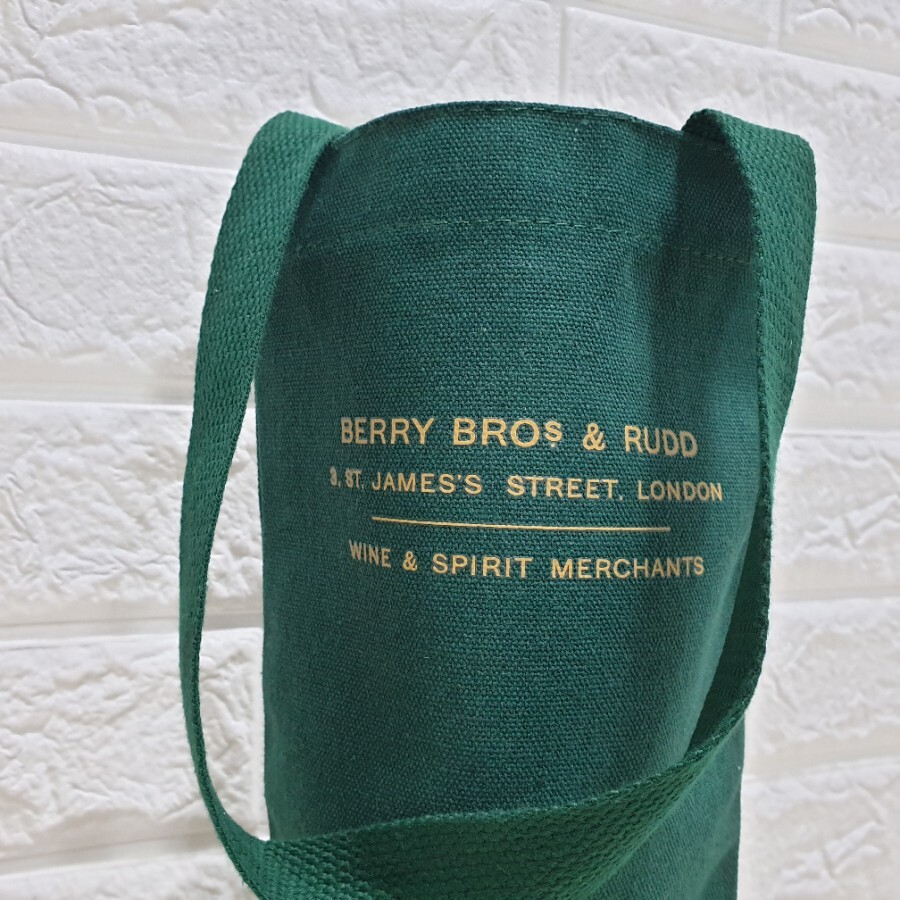 BERRY BROS. & RUDD
3, ST. JAMES'S STREET, LONDON
WINE & SPIRIT MERCHANTS